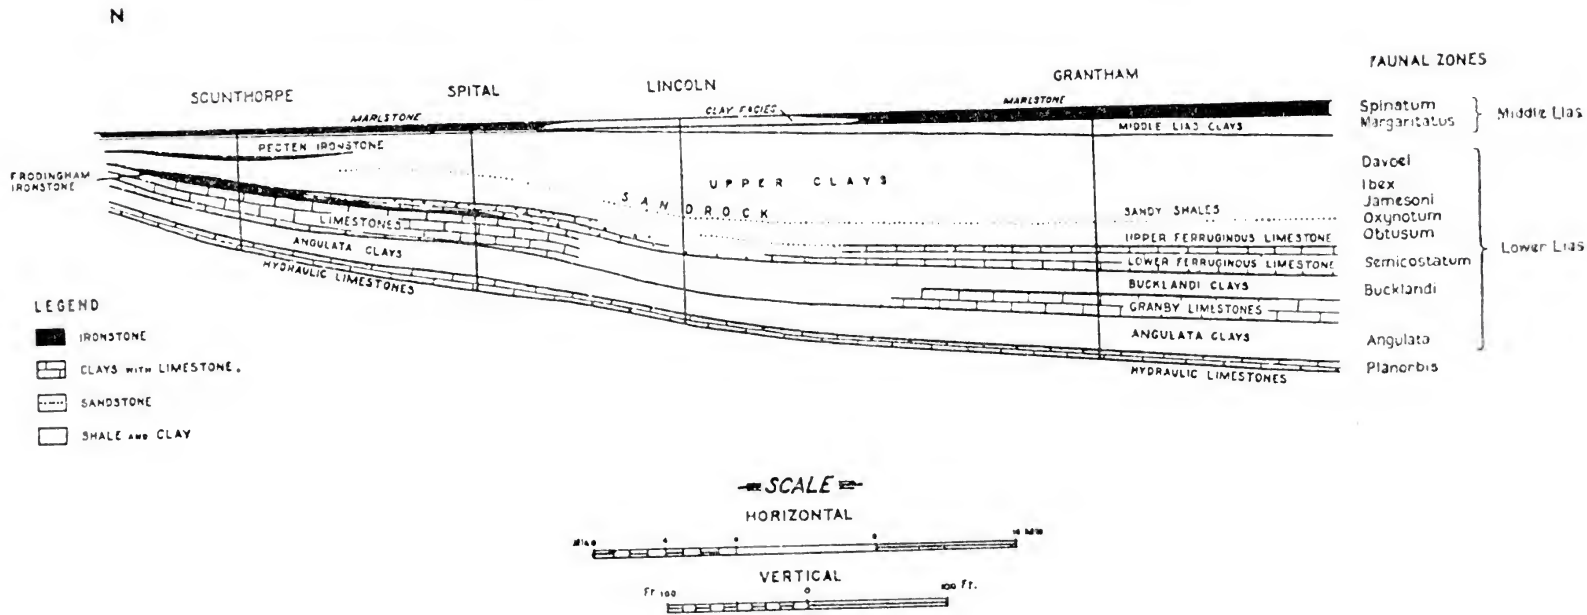 N
SCUNTHORPE
SPITAL
LINCOLN
GRANTHAM
FAUNAL ZONES
MARLSTONE
CLAY FACIES
MARLSTONE
MIDDLE LIAS CLAYS
PECTEN IRONSTONE
FRODINGHAM
IRONSTONE
UPPER CLAYS
SANDROCK
SANDY SHALES
LIMESTONES
UPPER FERRUGINOUS LIMESTONE
LOWER FERRUGINOUS LIMESTONE
ANGULATA CLAYS
BUCKLANDI CLAYS
GRANBY LIMESTONES
HYDRAULIC LIMESTONES
ANGULATA CLAYS
HYDRAULIC LIMESTONES
Spinatum
Margaritatus
Middle Lias
Davoei
Ibex
Jamesoni
Oxynotum
Obtusum
Semicostatum
Bucklandi
Angulata
Lower Lias
Planorbis
LEGEND
IRONSTONE
CLAYS WITH LIMESTONE.
SANDSTONE
SHALE AND CLAY
SCALE
HORIZONTAL
VERTICAL
Ft 100 0 100 Ft.